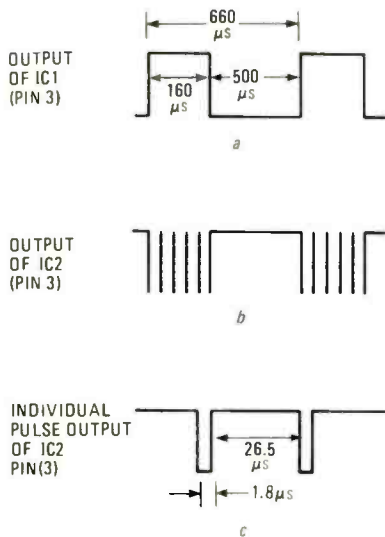 660
µs
OUTPUT
OF IC1
(PIN 3)
160
µs
500
µs
a
OUTPUT
OF IC2
(PIN 3)
b
INDIVIDUAL
PULSE OUTPUT
OF IC2
PIN(3)
26.5
µs
1.8µs
c